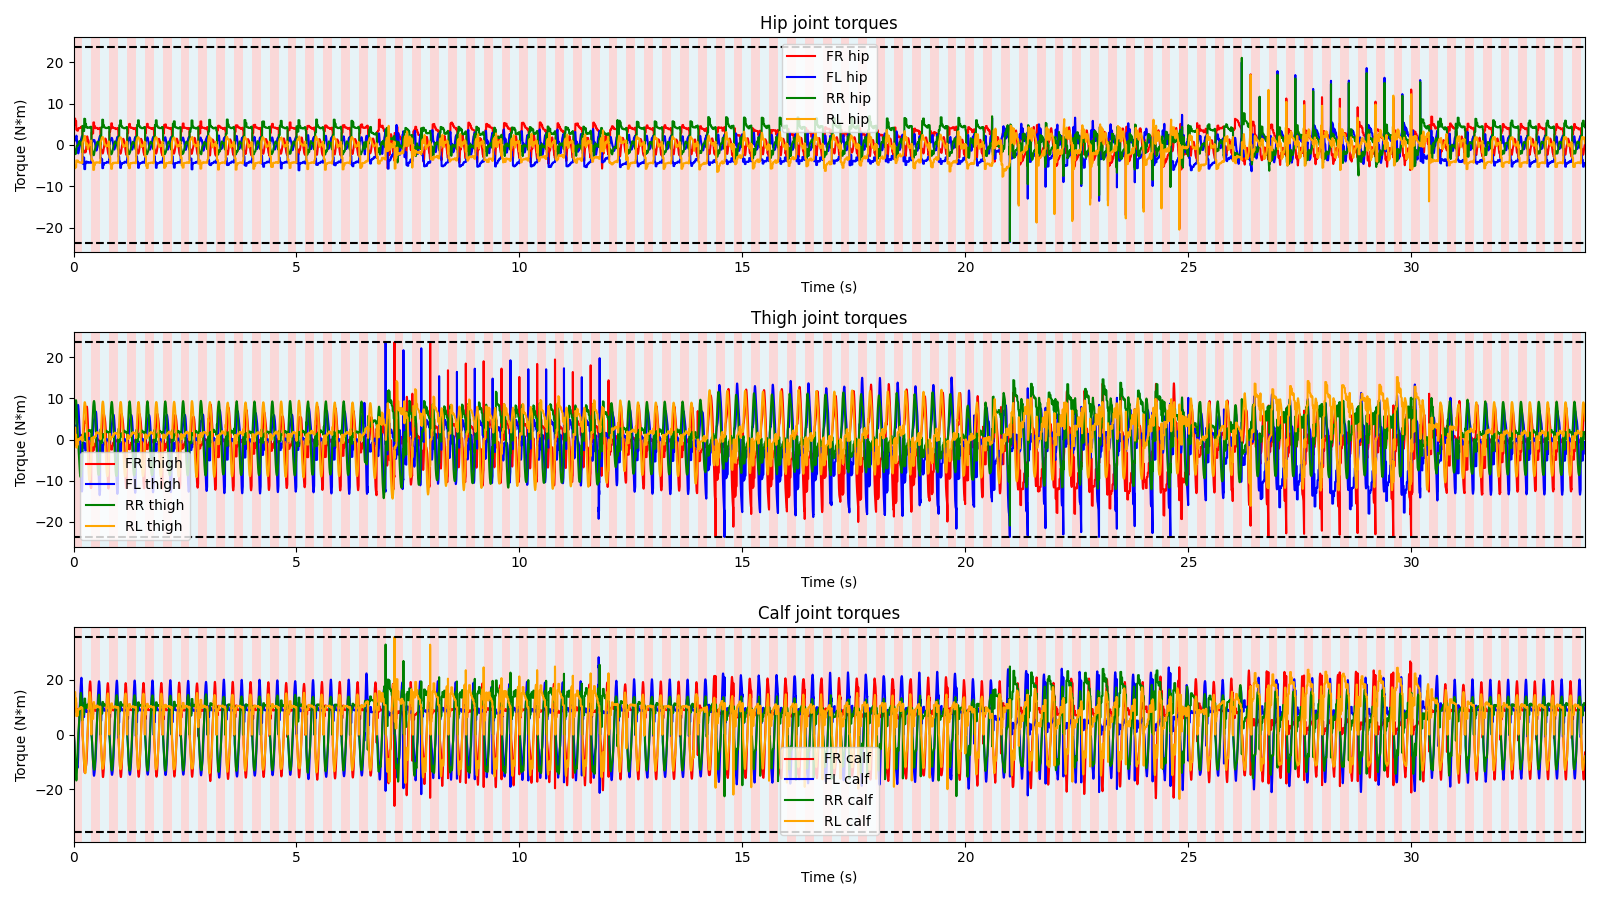 Hip joint torques
20
10
0
−10
−20
Torque (N*m)
FR hip
FL hip
RR hip
RL hip
0 5 10 15 20 25 30
Time (s)
Thigh joint torques
20
10
0
−10
−20
Torque (N*m)
FR thigh
FL thigh
RR thigh
RL thigh
0 5 10 15 20 25 30
Time (s)
Calf joint torques
20
0
−20
Torque (N*m)
FR calf
FL calf
RR calf
RL calf
0 5 10 15 20 25 30
Time (s)